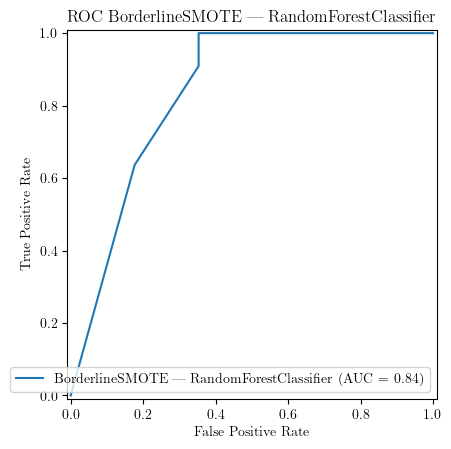 ROC BorderlineSMOTE — RandomForestClassifier
1.0
0.8
0.6
0.4
0.2
0.0
True Positive Rate
BorderlineSMOTE — RandomForestClassifier (AUC = 0.84)
0.0 0.2 0.4 0.6 0.8 1.0
False Positive Rate